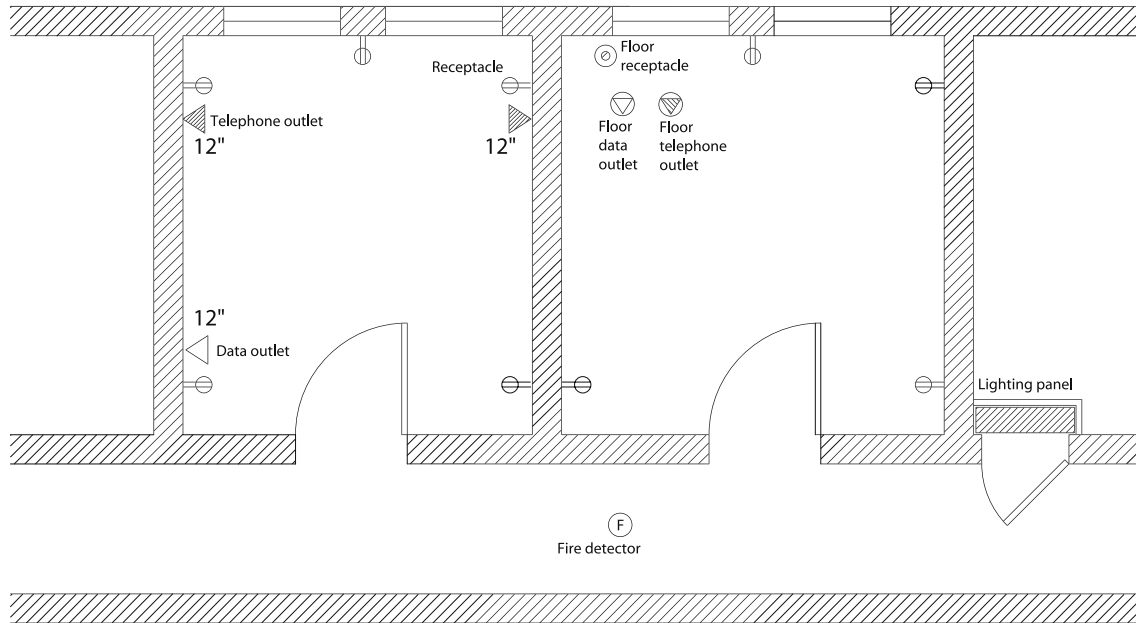 Floor
receptacle
Receptacle
Telephone outlet
12"
12"
Floor
data
outlet
Floor
telephone
outlet
12"
Data outlet
Lighting panel
F
Fire detector